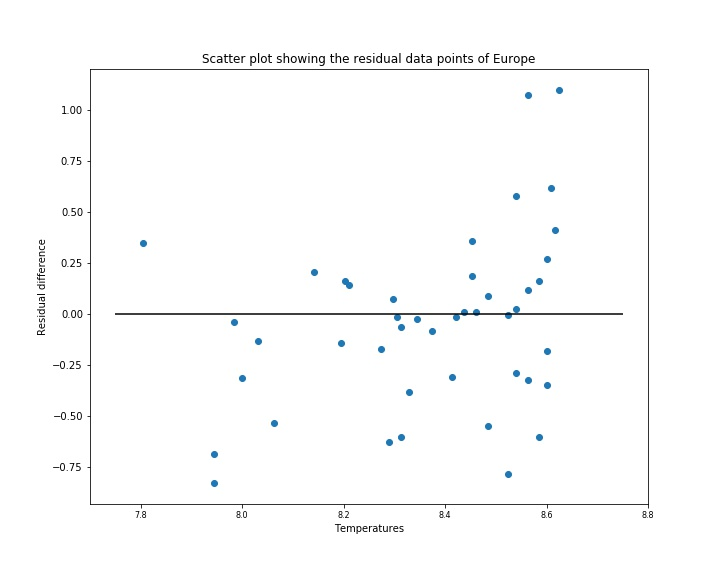 Scatter plot showing the residual data points of Europe
1.00
0.75
0.50
0.25
0.00
−0.25
−0.50
−0.75
Residual difference
7.8 8.0 8.2 8.4 8.6 8.8
Temperatures